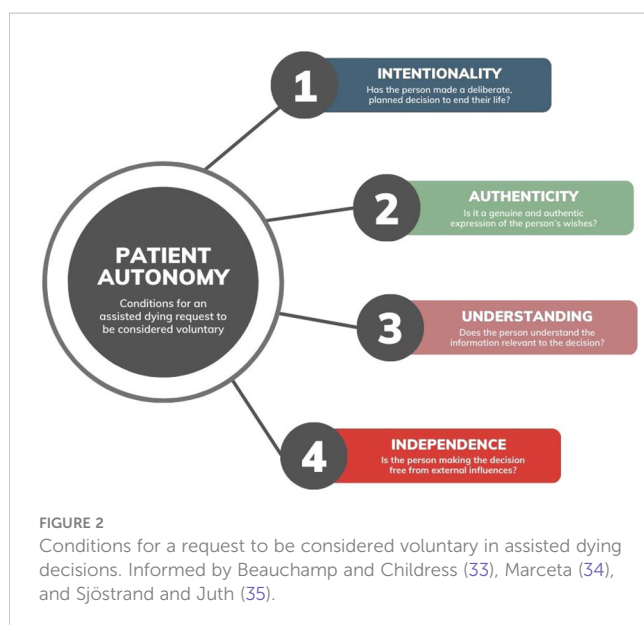 1
INTENTIONALITY
Has the person made a deliberate,
planned decision to end their life?
2
AUTHENTICITY
Is it a genuine and authentic
expression of the person's wishes?
PATIENT
AUTONOMY
Conditions for an
assisted dying request to
be considered voluntary
3
UNDERSTANDING
Does the person understand the
information relevant to the decision?
4
INDEPENDENCE
Is the person making the decision
free from external influences?
FIGURE 2
Conditions for a request to be considered voluntary in assisted dying
decisions. Informed by Beauchamp and Childress (33), Marceta (34),
and Sjöstrand and Juth (35).